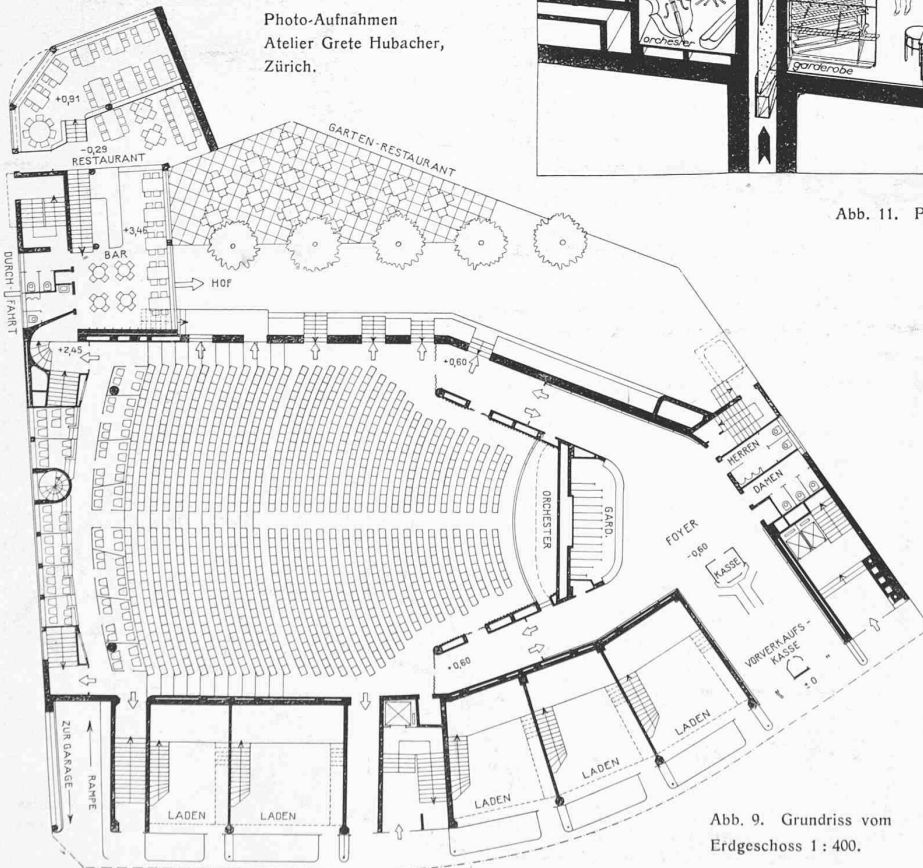 Photo-Aufnahmen
Atelier Grete Hubacher,
Zürich.
orchester
garderobe
Abb. 11. P
+0,91
-0,29
RESTAURANT
GARTEN-RESTAURANT
+3,45
BAR
HOF
DURCH-
FAHRT
+2,45
+0,60
HERREN
DAMEN
ORCHESTER
GARD.
FOYER
-0,60
KASSE
VORVERKAUFS-
KASSE
±0
+0,60
ZUR GARAGE
RAMPE
LADEN
LADEN
LADEN
LADEN
LADEN
Abb. 9. Grundriss vom
Erdgeschoss 1 : 400.